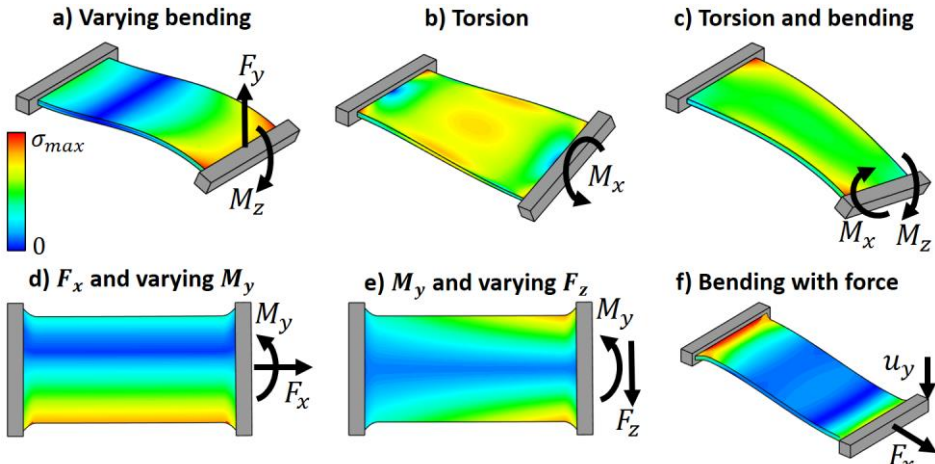 a) Varying bending
b) Torsion
c) Torsion and bending
F_y
σ_max
0
M_z
M_x
M_x
M_z
d) F_x and varying M_y
e) M_y and varying F_z
f) Bending with force
M_y
F_x
M_y
F_z
u_y
F_x